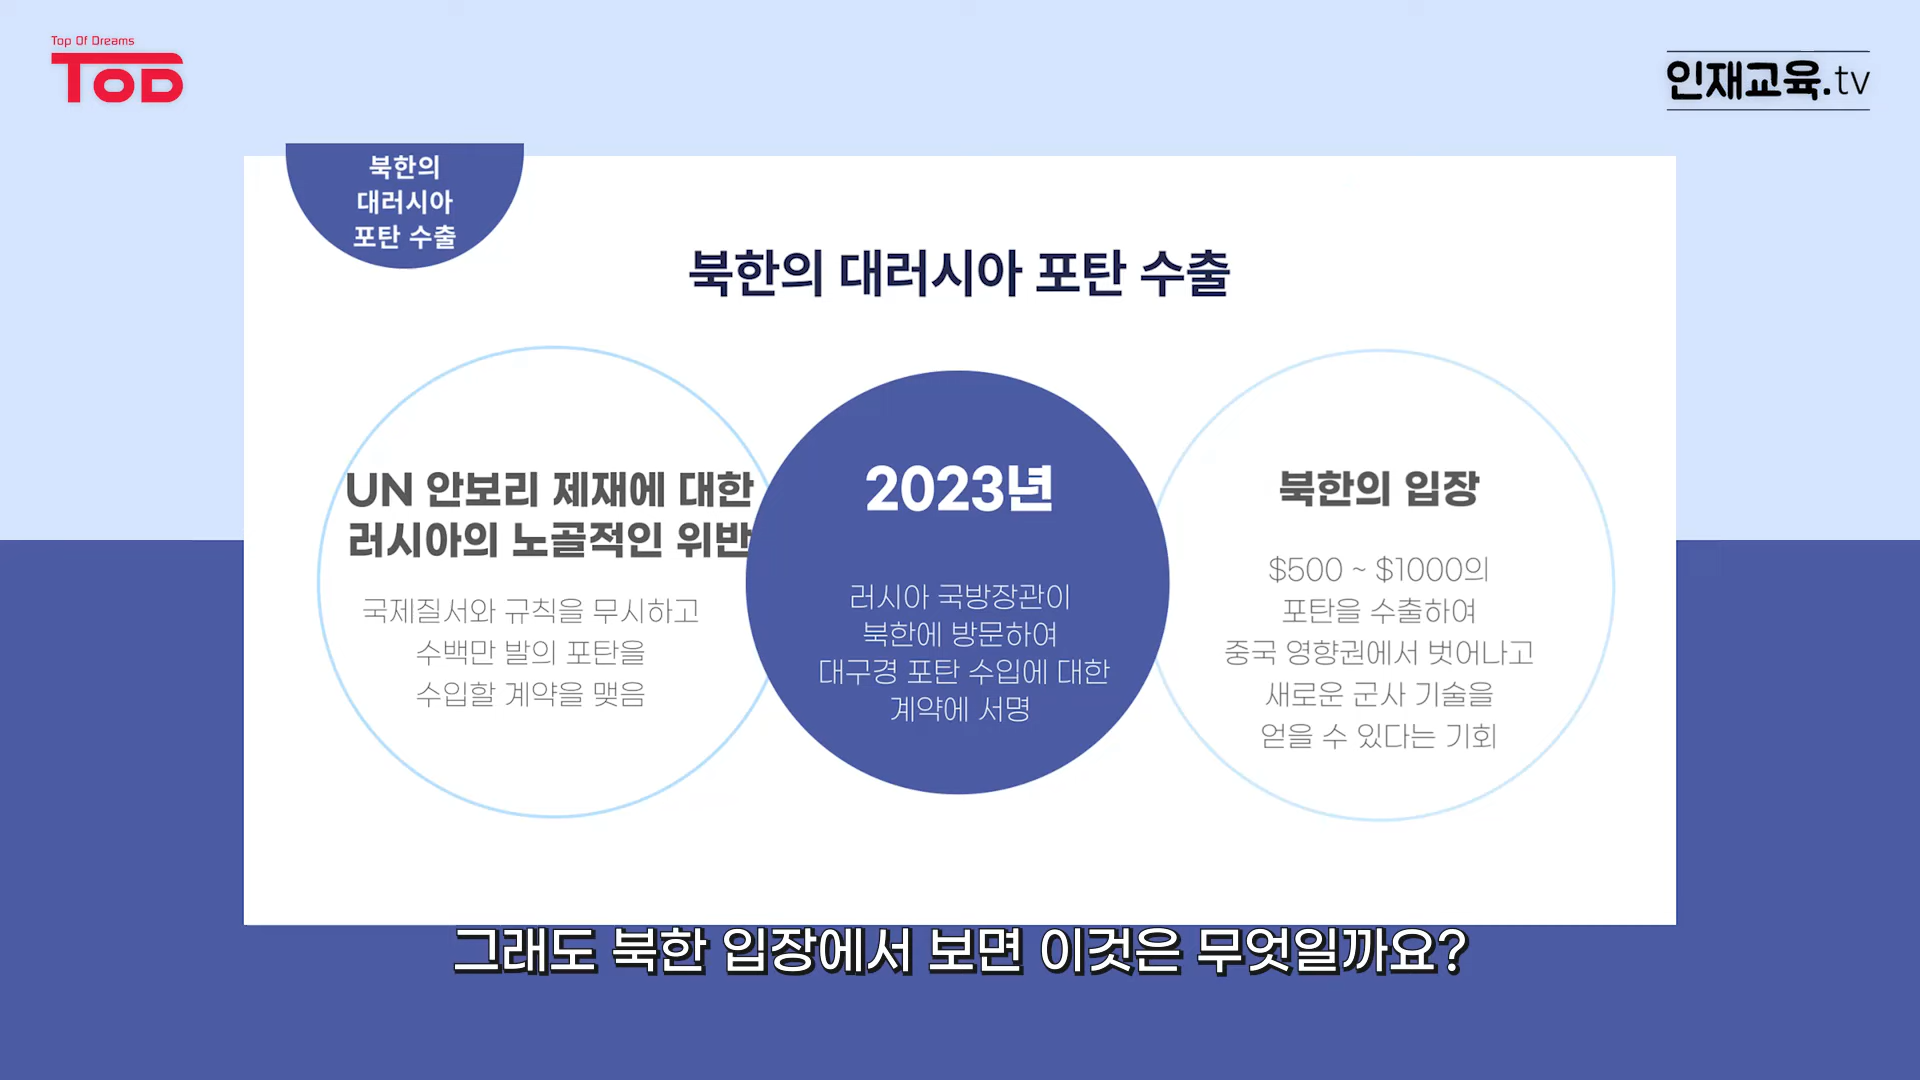 Top Of Dreams
TOD
인재교육.tv
북한의
대러시아
포탄 수출
북한의 대러시아 포탄 수출
UN 안보리 제재에 대한
러시아의 노골적인 위반
국제질서와 규칙을 무시하고
수백만 발의 포탄을
수입할 계약을 맺음
2023년
러시아 국방장관이
북한에 방문하여
대구경 포탄 수입에 대한
계약에 서명
북한의 입장
$500 ~ $1000의
포탄을 수출하여
중국 영향권에서 벗어나고
새로운 군사 기술을
얻을 수 있다는 기회
그래도 북한 입장에서 보면 이것은 무엇일까요?